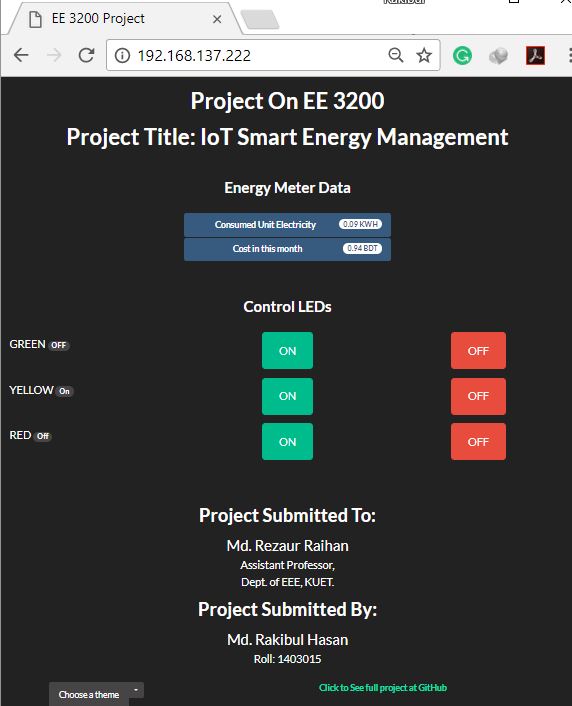 Rakibul
EE 3200 Project
192.168.137.222
Project On EE 3200
Project Title: IoT Smart Energy Management
Energy Meter Data
Consumed Unit Electricity 0.09 KWH
Cost in this month 0.94 BDT
Control LEDs
GREEN OFF ON OFF
YELLOW On ON OFF
RED Off ON OFF
Project Submitted To:
Md. Rezaur Raihan
Assistant Professor,
Dept. of EEE, KUET.
Project Submitted By:
Md. Rakibul Hasan
Roll: 1403015
Choose a theme
Click to See full project at GitHub